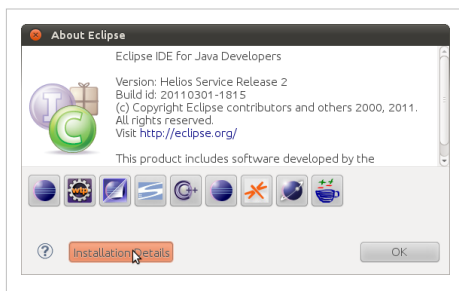 About Eclipse
Eclipse IDE for Java Developers
Version: Helios Service Release 2
Build id: 20110301-1815
(c) Copyright Eclipse contributors and others 2000, 2011.
All rights reserved.
Visit http://eclipse.org/
This product includes software developed by the
I
C
wtp
C++
?
Installation Details
OK